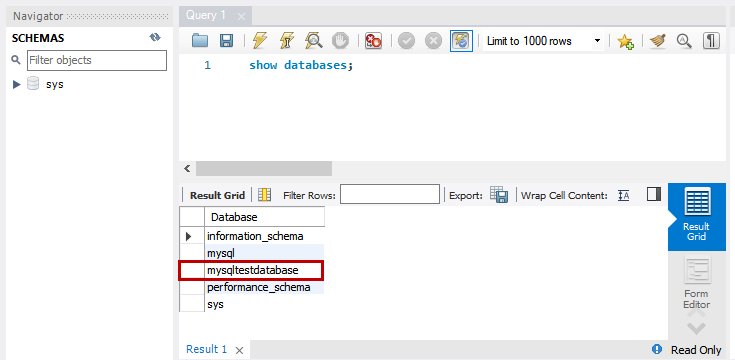 Navigator
SCHEMAS
Filter objects
sys
Query 1
Limit to 1000 rows
1 show databases;
Result Grid Filter Rows: Export: Wrap Cell Content:
Database
information_schema
mysql
mysqltestdatabase
performance_schema
sys
Result
Grid
Form
Editor
Result 1
Read Only